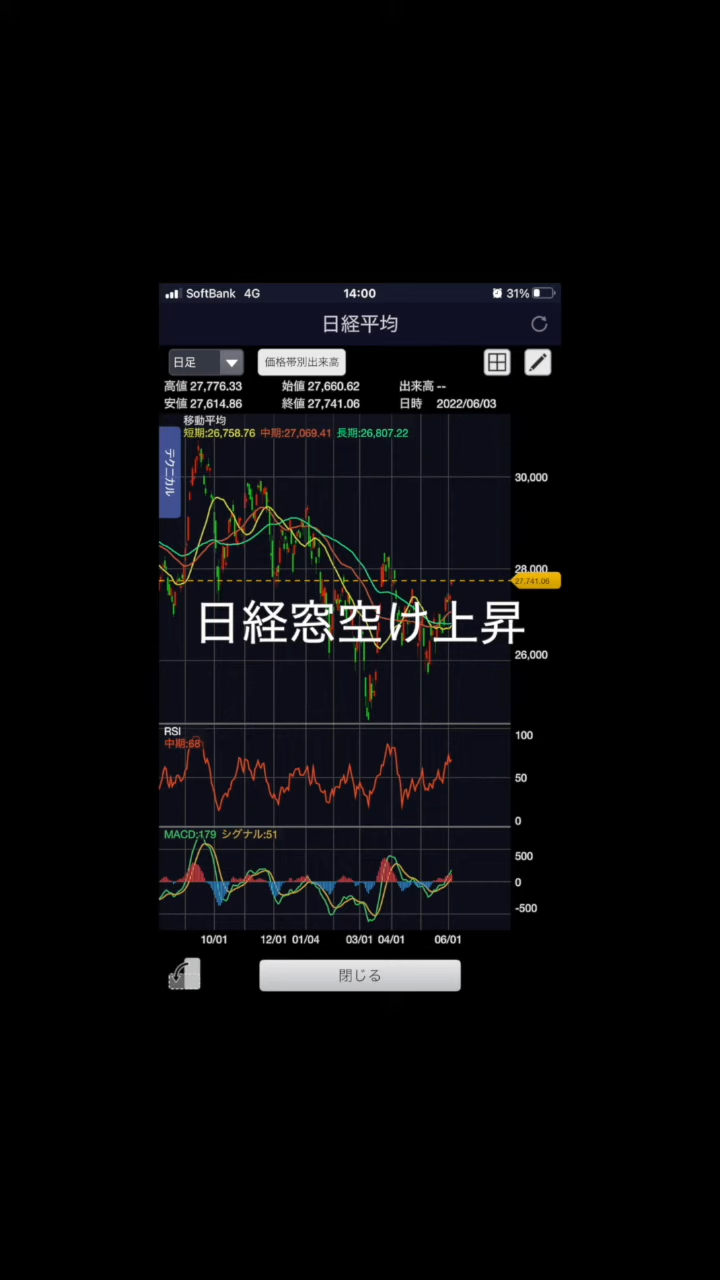 SoftBank 4G 14:00 31%
日経平均
日足 価格帯別出来高
高値 27,776.33 始値 27,660.62 出来高 --
安値 27,614.86 終値 27,741.06 日時 2022/06/03
移動平均
短期:26,758.76 中期:27,069.41 長期:26,807.22
テクニカル
30,000
28,000
27,741.06
日経窓空け上昇
26,000
RSI
中期:68
100
50
0
MACD:179 シグナル:51
500
0
-500
10/01 12/01 01/04 03/01 04/01 06/01
閉じる